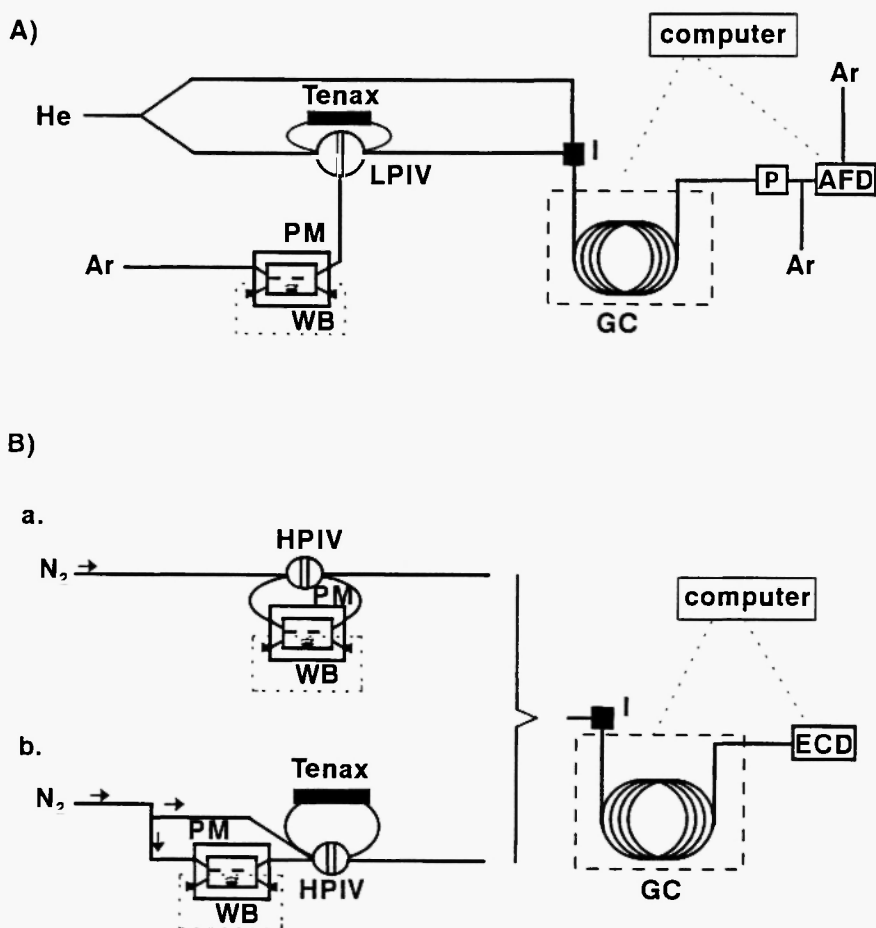 A)
computer
Ar
He
Tenax
I
LPIV
P
AFD
PM
Ar
Ar
WB
GC
B)
a.
HPIV
N2
PM
computer
WB
I
b.
Tenax
ECD
N2
PM
HPIV
GC
WB